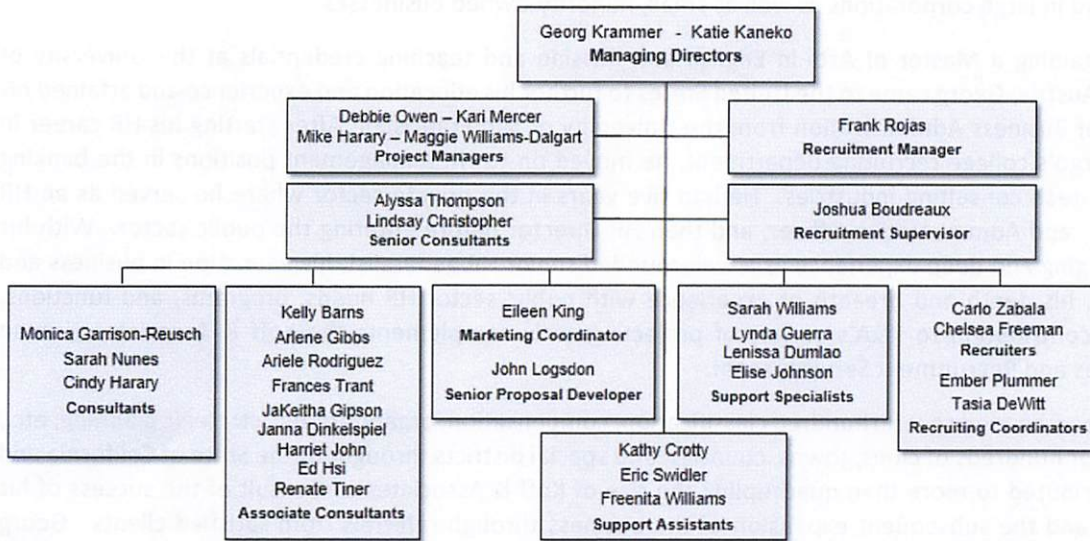 Georg Krammer - Katie Kaneko
Managing Directors
Debbie Owen – Kari Mercer
Mike Harary – Maggie Williams-Dalgan
Project Managers
Frank Rojas
Recruitment Manager
Alyssa Thompson
Lindsay Christopher
Senior Consultants
Joshua Boudreaux
Recruitment Supervisor
Monica Garrison-Reusch
Sarah Nunes
Cindy Harary
Consultants
Kelly Barns
Arlene Gibbs
Ariele Rodriguez
Frances Trant
JaKeitha Gipson
Janna Dinkelspiel
Harriet John
Ed Hsi
Renate Tiner
Associate Consultants
Eileen King
Marketing Coordinator
John Logsdon
Senior Proposal Developer
Sarah Williams
Lynda Guerra
Lenissa Dumlao
Elise Johnson
Support Specialists
Carlo Zabala
Chelsea Freeman
Recruiters
Ember Plummer
Tasia DeWitt
Recruiting Coordinators
Kathy Crotty
Eric Smoller
Freenita Williams
Support Assistants